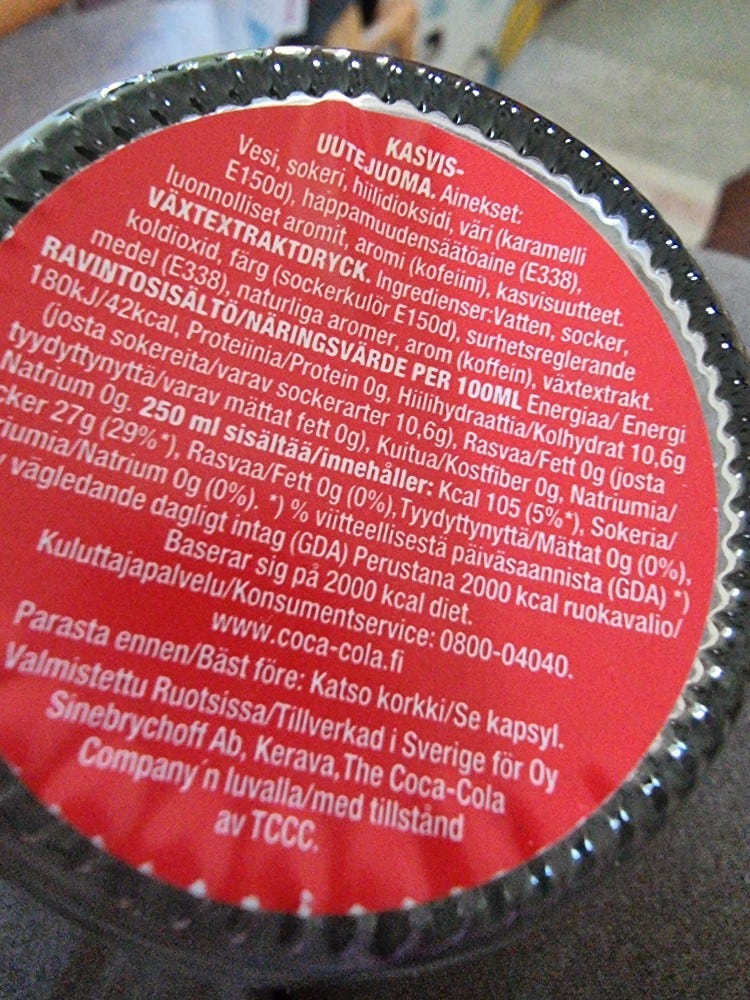 KASVIS-
UUTEJUOMA. Ainekset:
Vesi, sokeri, hiilidioksidi, väri (karamelli
E150d), happamuudensäätöaine (E338),
luonnolliset aromit, aromi (kofeiini), kasvisuutteet.
VÄXTEXTRAKTDRYCK. Ingredienser:Vatten, socker,
koldioxid, färg (sockerkulör E150d), surhetsreglerande
medel (E338), naturliga aromer, arom (koffein), växtextrakt.
RAVINTOSISÄLTÖ/NÄRINGSVÄRDE PER 100ML Energiaa/ Energi
180kJ/42kcal, Proteiinia/Protein 0g, Hiilihydraattia/Kolhydrat 10,6g
(josta sokereita/varav sockerarter 10,6g), Rasvaa/Fett 0g (josta
tyydyttynyttä/varav mättat fett 0g), Kuitua/Kostfiber 0g, Natriumia/
Natrium 0g. 250 ml sisältää/innehåller: Kcal 105 (5%*), Sokeria/
cker 27g (29%*), Rasvaa/Fett 0g (0%),Tyydyttynyttä/Mättat 0g (0%),
riumia/Natrium 0g (0%). *) % viitteellisestä päiväsaannista (GDA) *)
vägledande dagligt intag (GDA) Perustana 2000 kcal ruokavalio/
Baserar sig på 2000 kcal diet.
Kuluttajapalvelu/Konsumentservice: 0800-04040.
www.coca-cola.fi
Parasta ennen/Bäst före: Katso korkki/Se kapsyl.
Valmistettu Ruotsissa/Tillverkad i Sverige för Oy
Sinebrychoff Ab, Kerava,The Coca-Cola
Company´n luvalla/med tillstånd
av TCCC.